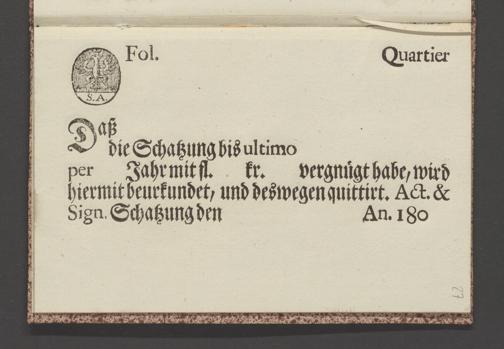 Fol. Quartier
S. A.
Daß
die Schatzung bis ultimo
per Jahr mit fl. kr. vergnügt habe, wird
hiermit beurkundet, und deswegen quittirt. Act. &
Sign. Schatzung den An. 180
27